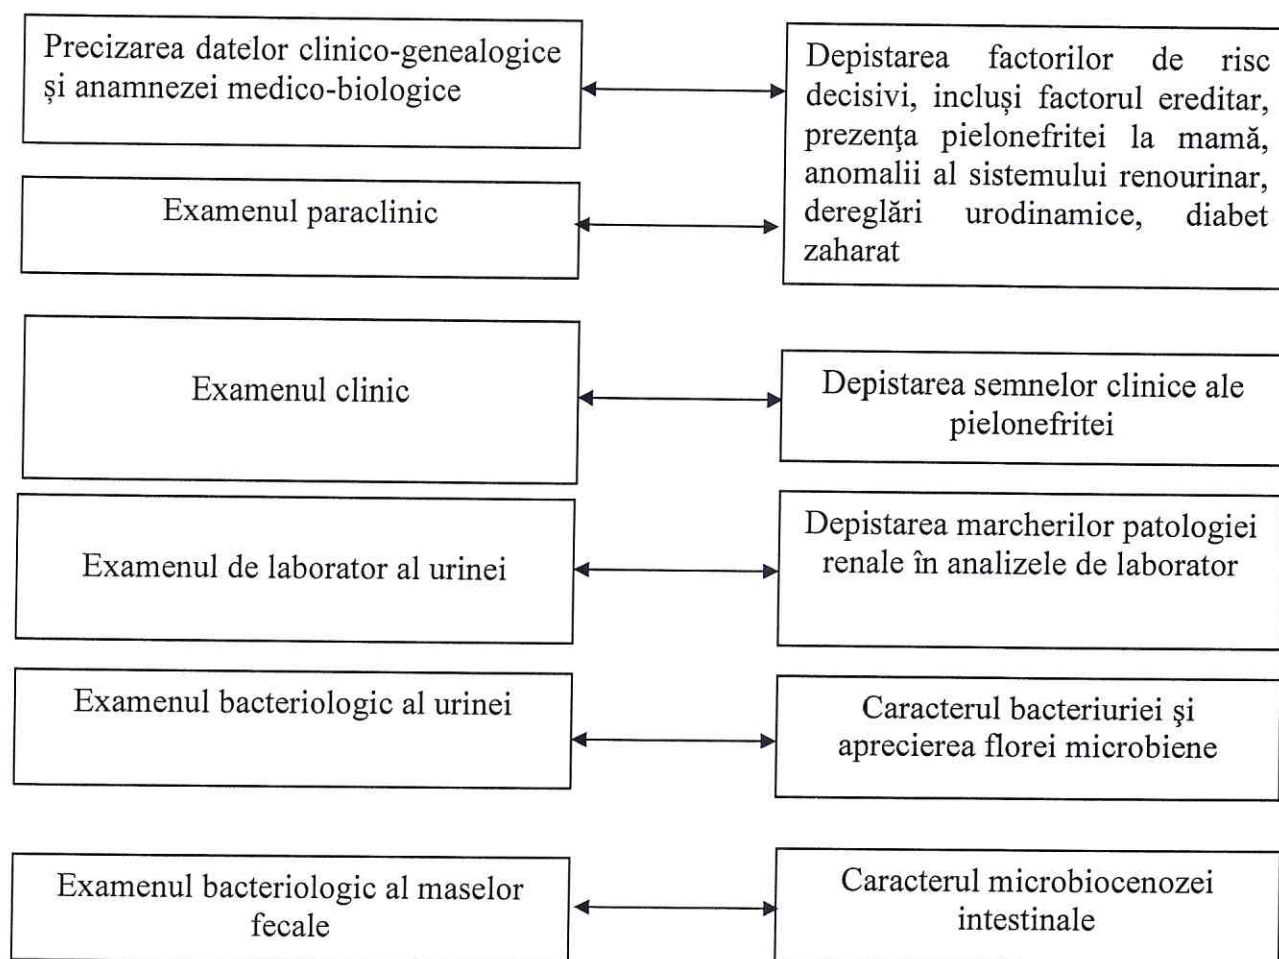 Precizarea datelor clinico-genealogice
și anamnezei medico-biologice
Depistarea factorilor de risc
decisivi, incluși factorul ereditar,
prezenţa pielonefritei la mamă,
anomalii al sistemului renourinar,
dereglări urodinamice, diabet
zaharat
Examenul paraclinic
Examenul clinic
Depistarea semnelor clinice ale
pielonefritei
Examenul de laborator al urinei
Depistarea marcherilor patologiei
renale în analizele de laborator
Examenul bacteriologic al urinei
Caracterul bacteriuriei şi
aprecierea florei microbiene
Examenul bacteriologic al maselor
fecale
Caracterul microbiocenozei
intestinale